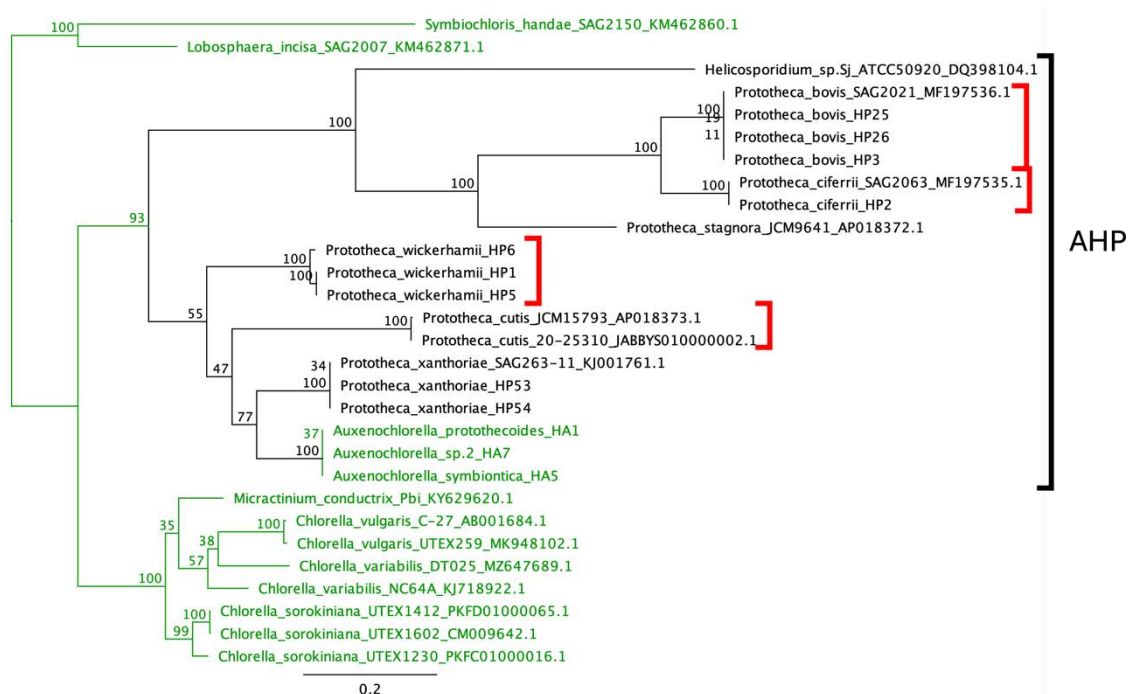 100
Symbiochloris_handae_SAG2150_KM462860.1
Lobosphaera_incisa_SAG2007_KM462871.1
Helicosporidium_sp.Sj_ATCC50920_DQ398104.1
Prototheca_bovis_SAG2021_MF197536.1
100
19
Prototheca_bovis_HP25
100
11
Prototheca_bovis_HP26
100
Prototheca_bovis_HP3
Prototheca_ciferrii_SAG2063_MF197535.1
100
100
Prototheca_ciferrii_HP2
93
Prototheca_stagnora_JCM9641_AP018372.1
AHP
Prototheca_wickerhamii_HP6
100
Prototheca_wickerhamii_HP1
100
Prototheca_wickerhamii_HP5
55
Prototheca_cutis_JCM15793_AP018373.1
100
Prototheca_cutis_20-25310_JABBYS010000002.1
47
34
Prototheca_xanthoriae_SAG263-11_KJ001761.1
100
Prototheca_xanthoriae_HP53
Prototheca_xanthoriae_HP54
77
37
Auxenochlorella_protothecoides_HA1
100
Auxenochlorella_sp.2_HA7
Auxenochlorella_symbiontica_HA5
Micractinium_conductrix_Pbi_KY629620.1
35
100
Chlorella_vulgaris_C-27_AB001684.1
38
Chlorella_vulgaris_UTEX259_MK948102.1
57
Chlorella_variabilis_DT025_MZ647689.1
100
Chlorella_variabilis_NC64A_KJ718922.1
100
Chlorella_sorokiniana_UTEX1412_PKFD01000065.1
99
Chlorella_sorokiniana_UTEX1602_CM009642.1
Chlorella_sorokiniana_UTEX1230_PKFC01000016.1
0.2